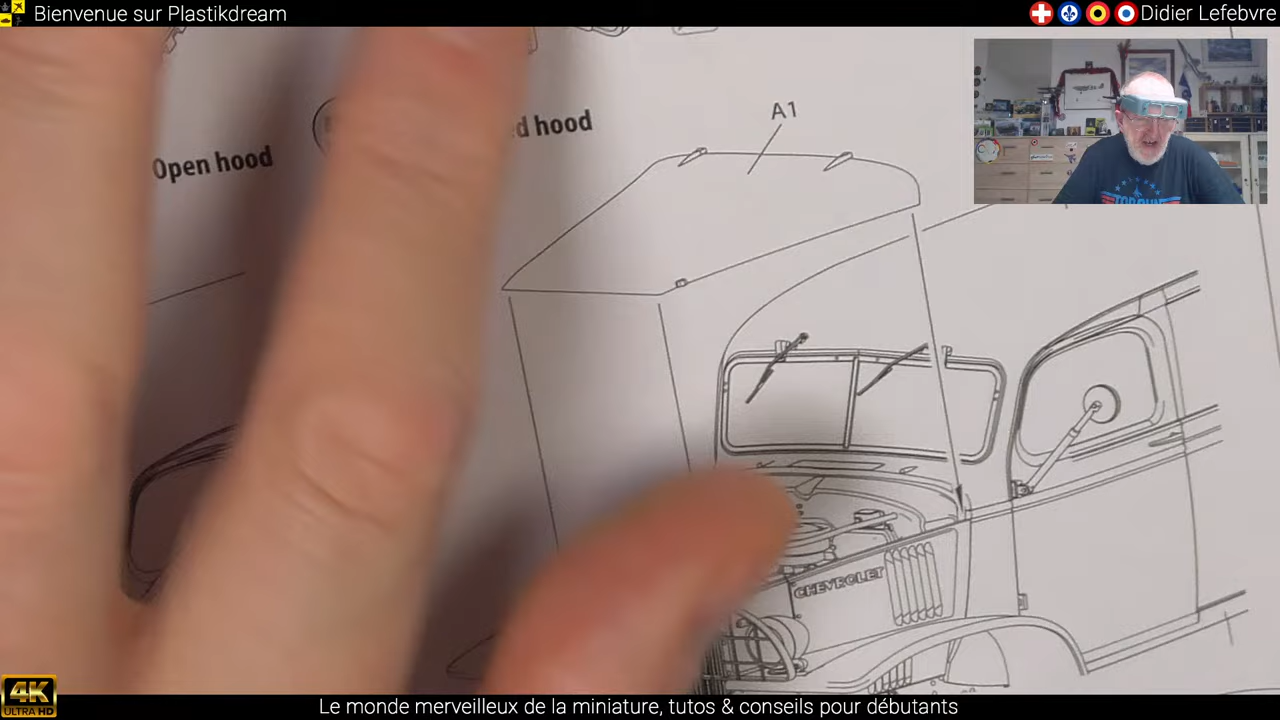 Bienvenue sur Plastikdream
Didier Lefebvre
Open hood
hood
A1
CHEVROLET
4K
ULTRA HD
Le monde merveilleux de la miniature, tutos & conseils pour débutants